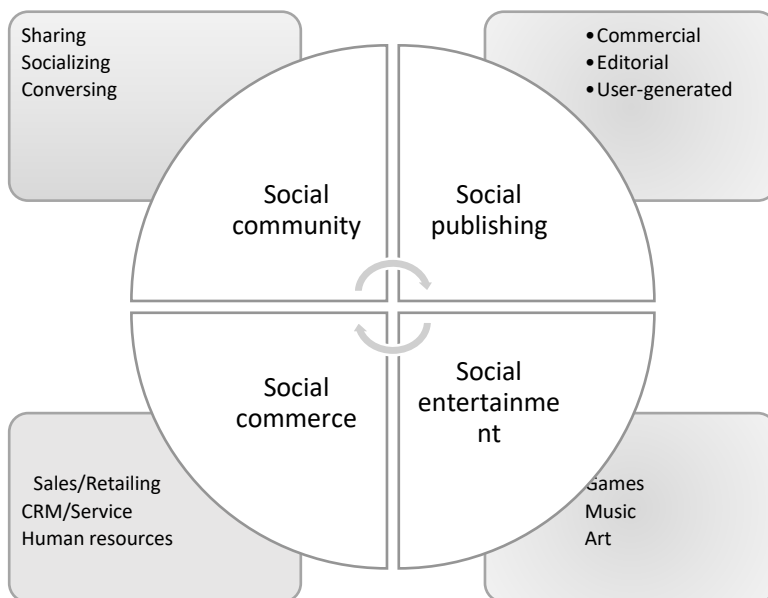 Sharing
Socializing
Conversing
•Commercial
•Editorial
•User-generated
Social
community
Social
publishing
Social
commerce
Social
entertainme
nt
Sales/Retailing
CRM/Service
Human resources
Games
Music
Art